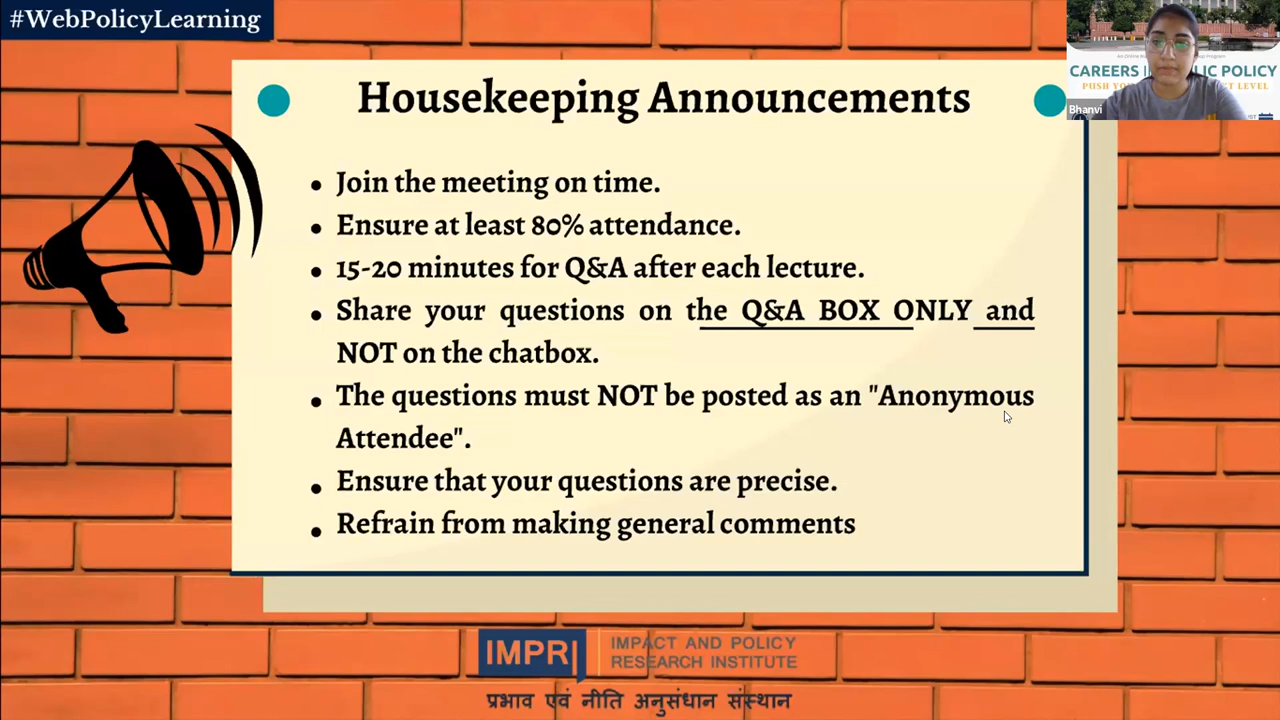 #WebPolicyLearning
CAREERS IC POLICY
Bhanvi
Housekeeping Announcements
Join the meeting on time.
Ensure at least 80% attendance.
15-20 minutes for Q&A after each lecture.
Share your questions on the Q&A BOX ONLY and
NOT on the chatbox.
The questions must NOT be posted as an "Anonymous
Attendee".
Ensure that your questions are precise.
Refrain from making general comments
IMPRI
IMPACT AND POLICY
RESEARCH INSTITUTE
प्रभाव एवं नीति अनुसंधान संस्थान